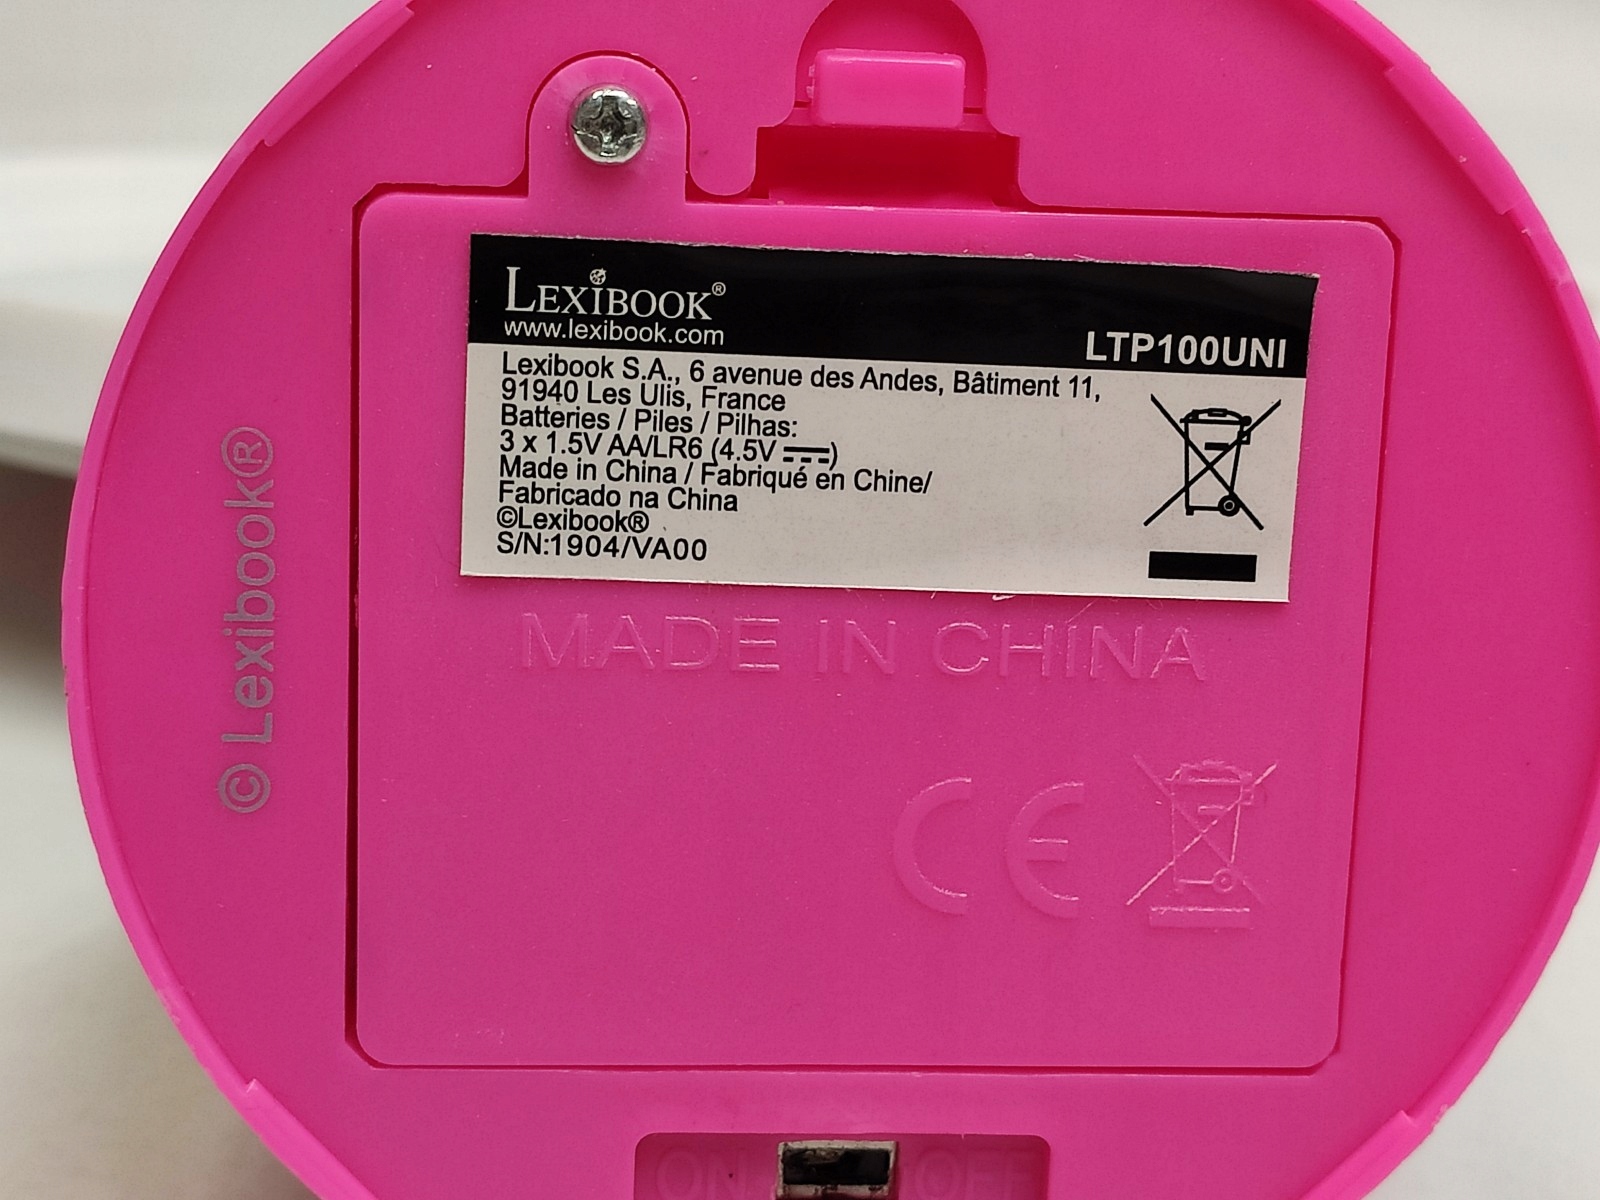 LEXIBOOK®
www.lexibook.com
LTP100UNI
Lexibook S.A., 6 avenue des Andes, Bâtiment 11,
91940 Les Ulis, France
Batteries / Piles / Pilhas:
3 x 1.5V AA/LR6 (4.5V ⎓)
Made in China / Fabriqué en Chine/
Fabricado na China
©Lexibook®
S/N:1904/VA00
© Lexibook®
MADE IN CHINA
CE
ON OFF